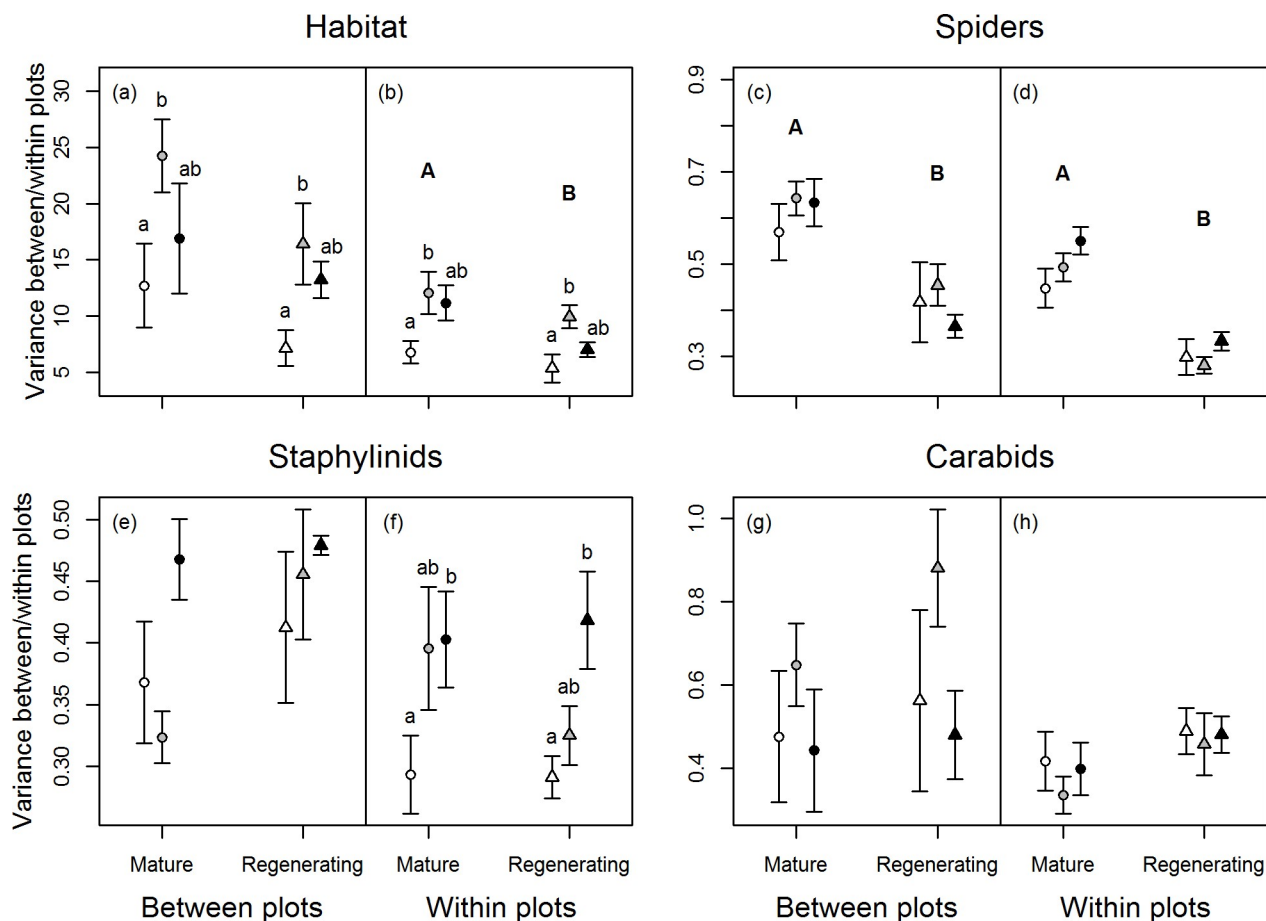 Habitat
Spiders
Variance between/within plots
30
25
20
15
10
5
(a)
b
ab
a
b
ab
a
(b)
A
b
ab
a
B
b
ab
a
0.9
0.7
0.5
0.3
(c)
A
B
(d)
A
B
Staphylinids
Carabids
Variance between/within plots
0.50
0.45
0.40
0.35
0.30
(e)
(f)
ab
b
a
b
ab
a
1.0
0.8
0.6
0.4
(g)
(h)
Mature Regenerating Mature Regenerating
Between plots Within plots
Mature Regenerating Mature Regenerating
Between plots Within plots